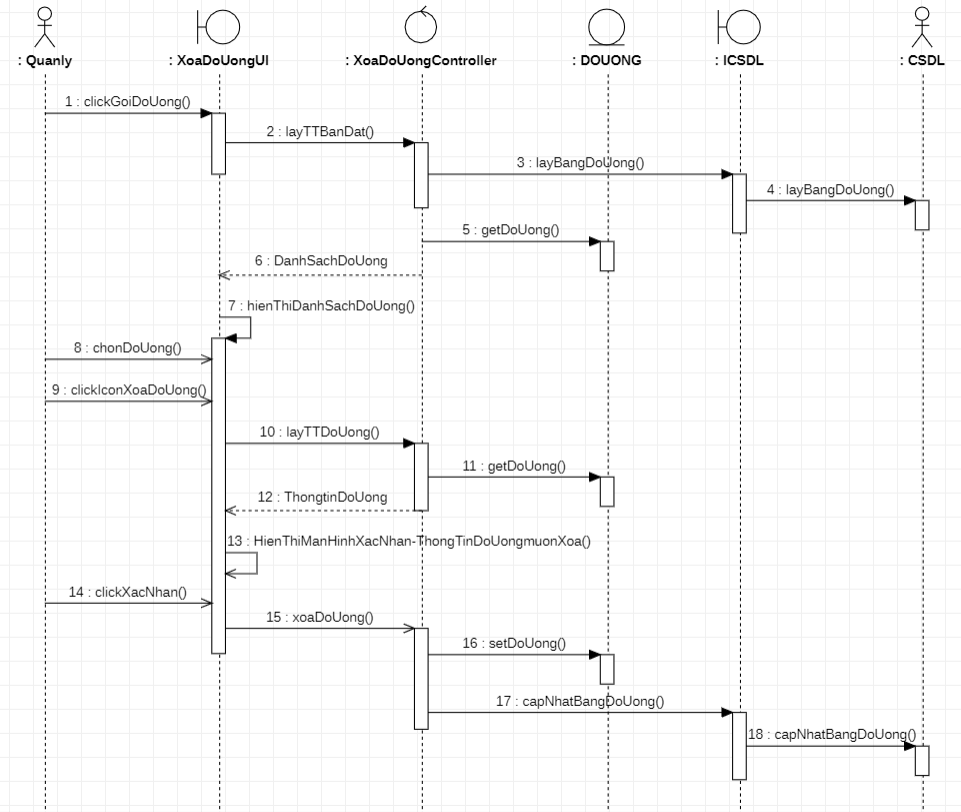 : Quanly
: XoaDoUongUI
: XoaDoUongController
: DOUONG
: ICSDL
: CSDL
1 : clickGoiDoUong()
2 : layTTBanDat()
3 : layBangDoUong()
4 : layBangDoUong()
5 : getDoUong()
6 : DanhSachDoUong
7 : hienThiDanhSachDoUong()
8 : chonDoUong()
9 : clickIconXoaDoUong()
10 : layTTDoUong()
11 : getDoUong()
12 : ThongtinDoUong
13 : HienThiManHinhXacNhan-ThongTinDoUongmuonXoa()
14 : clickXacNhan()
15 : xoaDoUong()
16 : setDoUong()
17 : capNhatBangDoUong()
18 : capNhatBangDoUong()